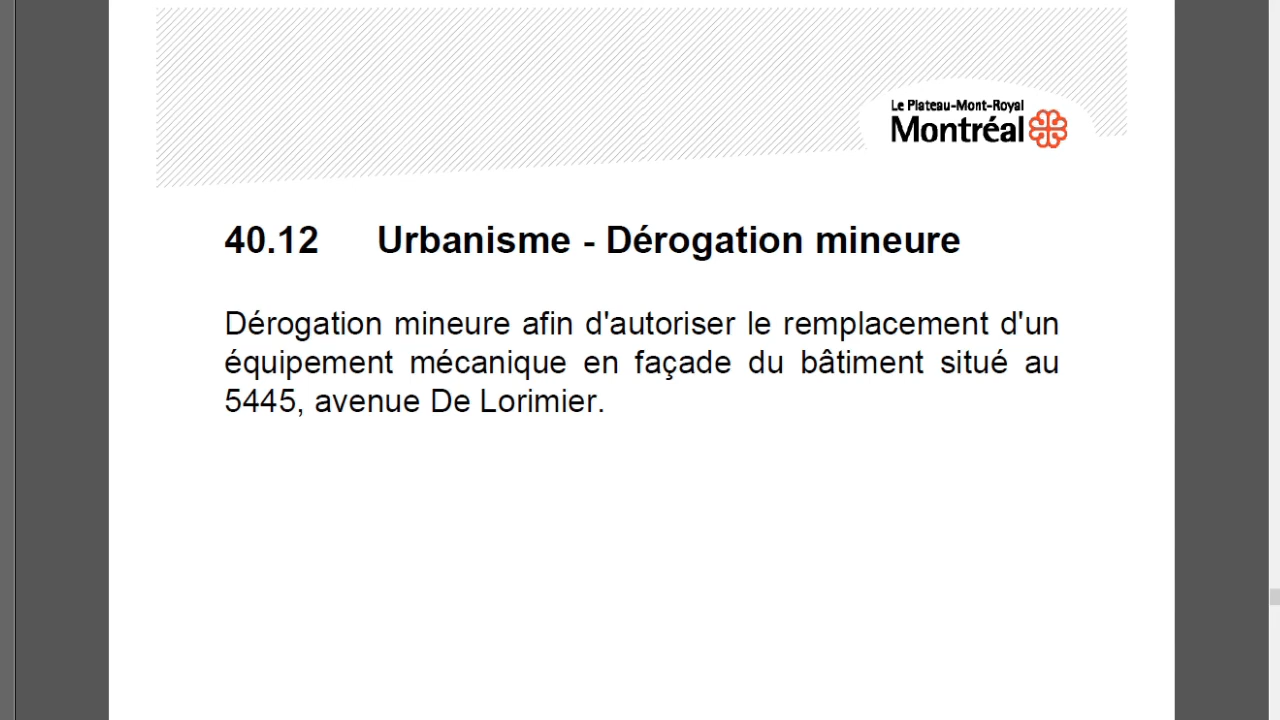 Le Plateau-Mont-Royal
Montréal
40.12 Urbanisme - Dérogation mineure
Dérogation mineure afin d'autoriser le remplacement d'un
équipement mécanique en façade du bâtiment situé au
5445, avenue De Lorimier.